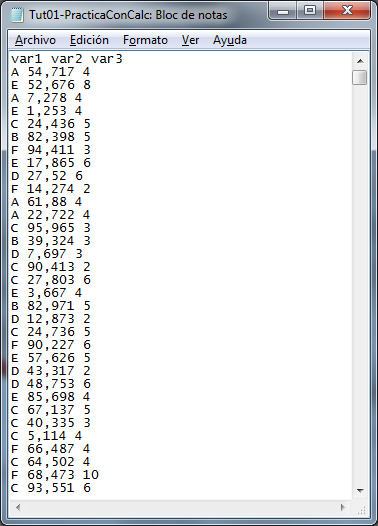 Tut01-PracticaConCalc: Bloc de notas
Archivo Edición Formato Ver Ayuda
var1 var2 var3
A 54,717 4
E 52,676 8
A 7,278 4
E 1,253 4
C 24,436 5
B 82,398 5
F 94,411 3
E 17,865 6
D 27,52 6
F 14,274 2
A 61,88 4
A 22,722 4
C 95,965 3
B 39,324 3
D 7,697 3
C 90,413 2
C 27,803 6
E 3,667 4
B 82,971 5
D 12,873 2
C 24,736 5
F 90,227 6
E 57,626 5
D 43,317 2
D 48,753 6
E 85,698 4
C 67,137 5
C 40,335 3
C 5,114 4
F 66,487 4
C 64,502 4
F 68,473 10
C 93,551 6